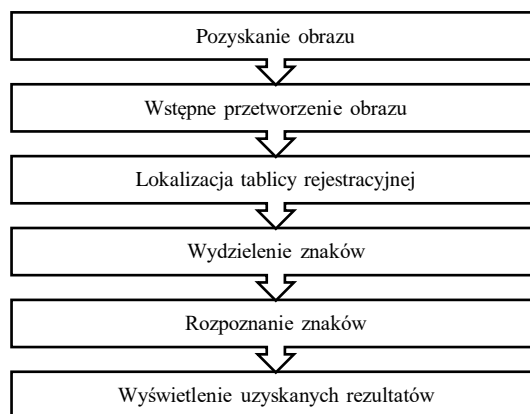 Pozyskanie obrazu
Wstępne przetworzenie obrazu
Lokalizacja tablicy rejestracyjnej
Wydzielenie znaków
Rozpoznanie znaków
Wyświetlenie uzyskanych rezultatów